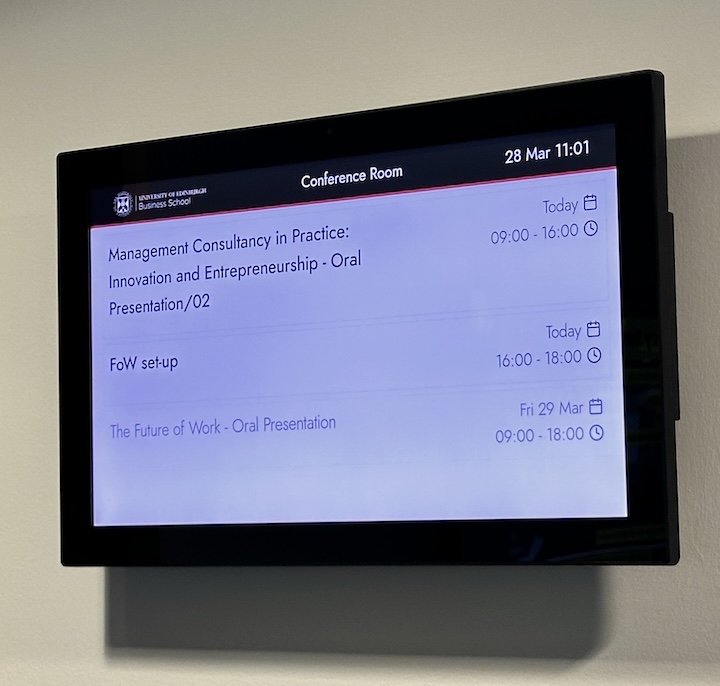 UNIVERSITY OF EDINBURGH
Business School
Conference Room
28 Mar 11:01
Management Consultancy in Practice:
Innovation and Entrepreneurship - Oral
Presentation/02
Today
09:00 - 16:00
FoW set-up
Today
16:00 - 18:00
The Future of Work - Oral Presentation
Fri 29 Mar
09:00 - 18:00